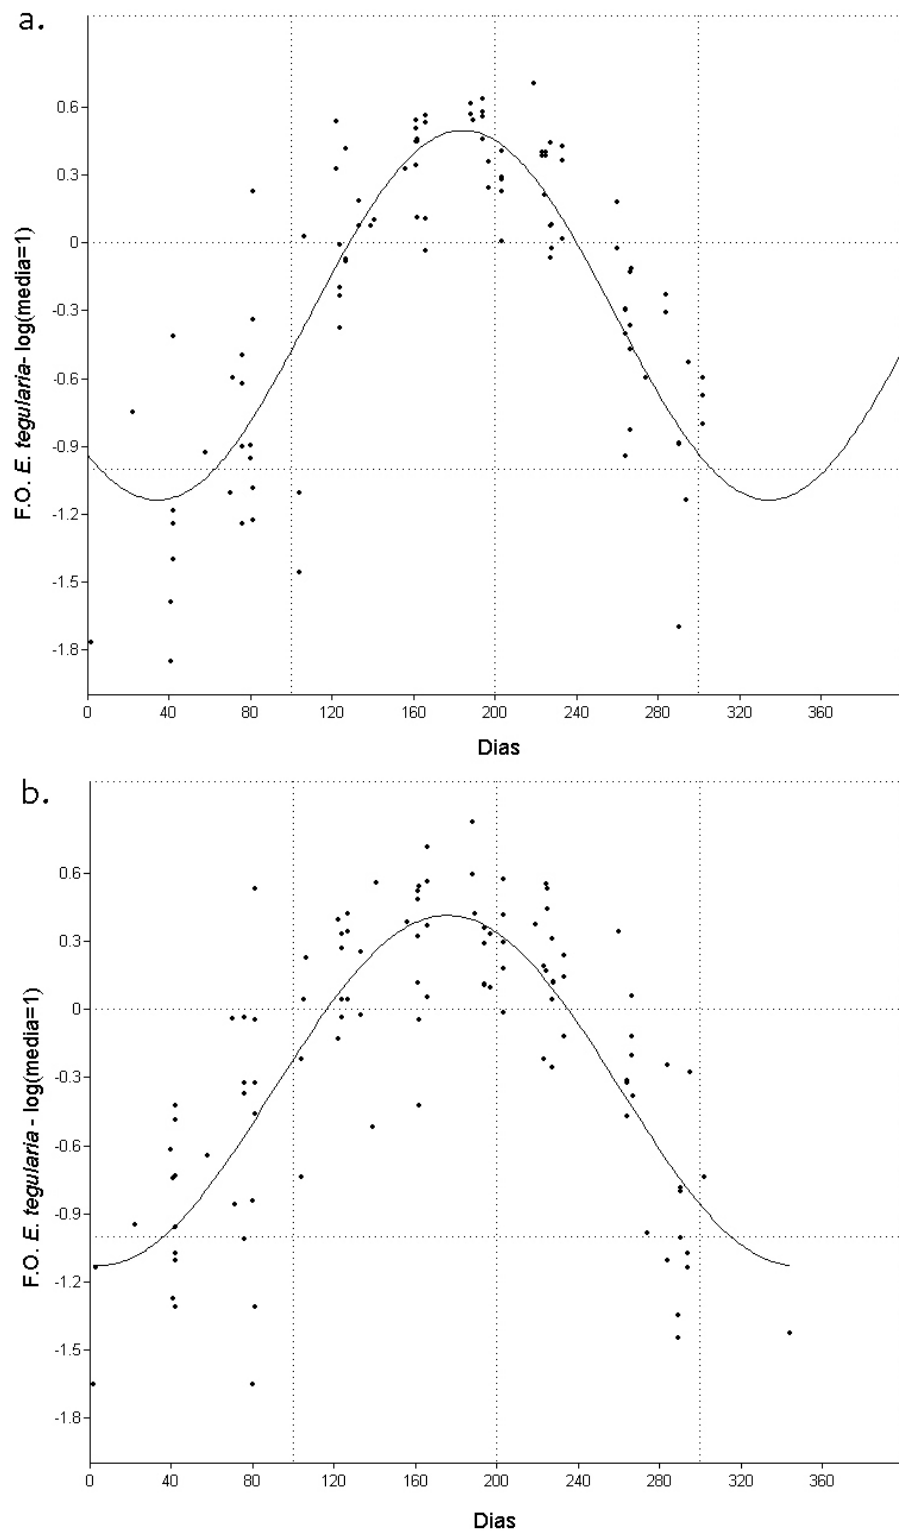 a.
F.O. E. tegularia- log(media=1)
0.6
0.3
0
-0.3
-0.6
-0.9
-1.2
-1.5
-1.8
0 40 80 120 160 200 240 280 320 360
Dias
b.
F.O. E. tegularia - log(media=1)
0.6
0.3
0
-0.3
-0.6
-0.9
-1.2
-1.5
-1.8
0 40 80 120 160 200 240 280 320 360
Dias